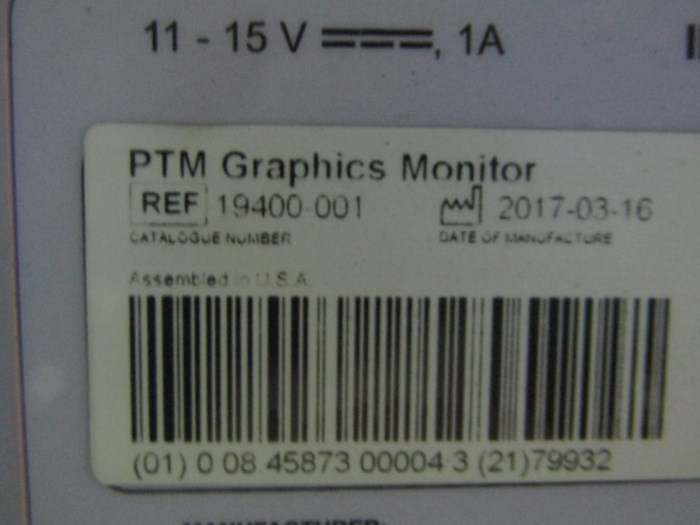 11 - 15 V ⎓, 1A
PTM Graphics Monitor
REF 19400-001 2017-03-16
CATALOGUE NUMBER DATE OF MANUFACTURE
Assembled in U.S.A.
(01) 0 08 45873 00004 3 (21)79932
MANUFACTURER: